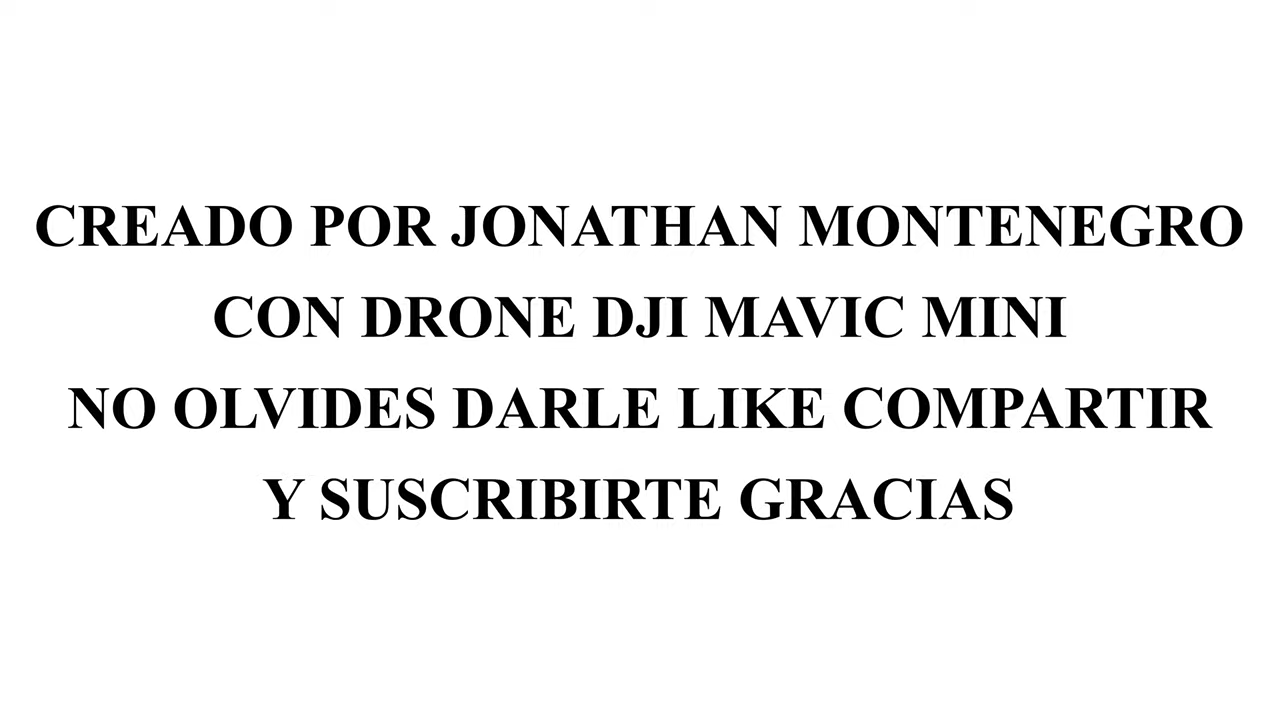 CREADO POR JONATHAN MONTENEGRO
CON DRONE DJI MAVIC MINI
NO OLVIDES DARLE LIKE COMPARTIR
Y SUSCRIBIRTE GRACIAS